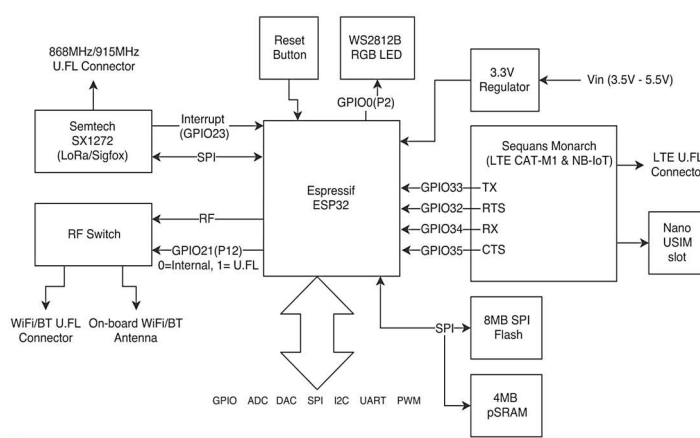 868MHz/915MHz
U.FL Connector
Reset
Button
WS2812B
RGB LED
3.3V
Regulator
Vin (3.5V - 5.5V)
GPIO0(P2)
Semtech
SX1272
(LoRa/Sigfox)
Interrupt
(GPIO23)
SPI
Espressif
ESP32
Sequans Monarch
(LTE CAT-M1 & NB-IoT)
GPIO33 TX
GPIO32 RTS
GPIO34 RX
GPIO35 CTS
LTE U.FL
Connecto
Nano
USIM
slot
RF Switch
RF
GPIO21(P12)
0=Internal, 1= U.FL
WiFi/BT U.FL
Connector
On-board WiFi/BT
Antenna
SPI
8MB SPI
Flash
4MB
pSRAM
GPIO ADC DAC SPI I2C UART PWM